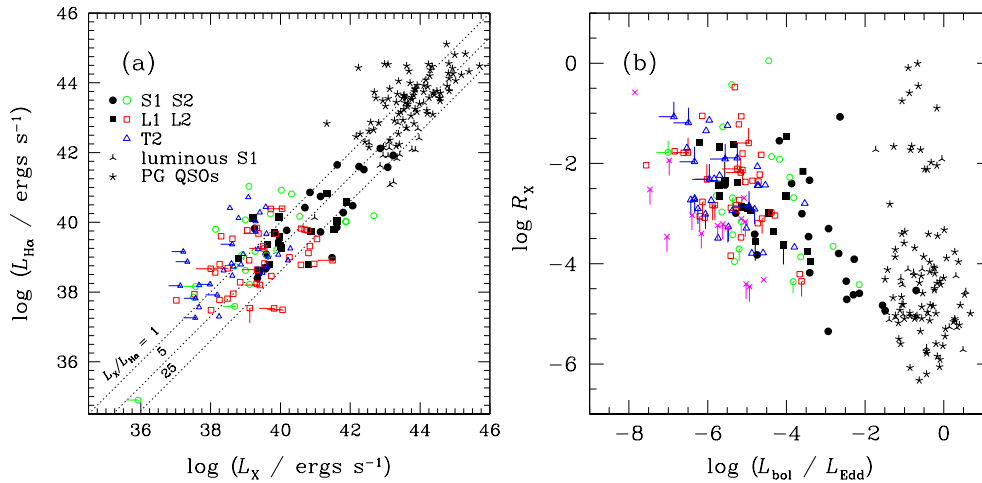 (a)
S1 S2
L1 L2
T2
luminous S1
PG QSOs
L_X/L_Hα = 1
5
25
46
44
42
40
38
36
log (L_Hα / ergs s⁻¹)
36 38 40 42 44 46
log (L_X / ergs s⁻¹)
(b)
0
−2
−4
−6
log R_X
−8 −6 −4 −2 0
log (L_bol / L_Edd)